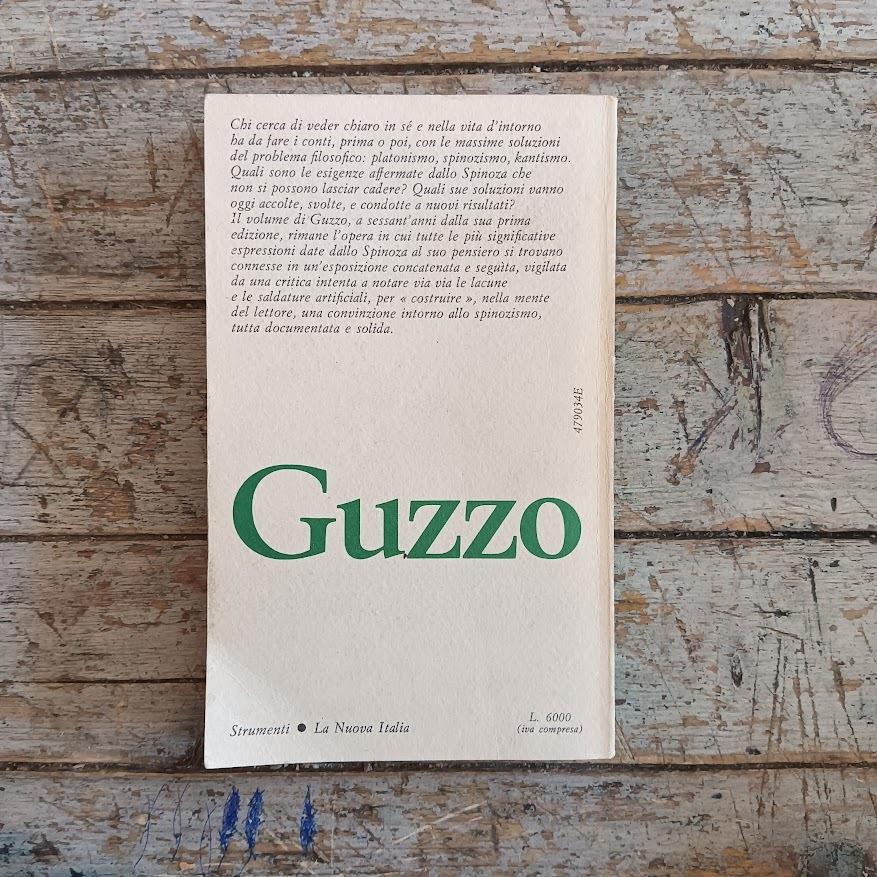 Chi cerca di veder chiaro in sé e nella vita d'intorno
ha da fare i conti, prima o poi, con le massime soluzioni
del problema filosofico: platonismo, spinozismo, kantismo.
Quali sono le esigenze affermate dallo Spinoza che
non si possono lasciar cadere? Quali sue soluzioni vanno
oggi accolte, svolte, e condotte a nuovi risultati?
Il volume di Guzzo, a sessant'anni dalla sua prima
edizione, rimane l'opera in cui tutte le più significative
espressioni date dallo Spinoza al suo pensiero si trovano
connesse in un'esposizione concatenata e seguìta, vigilata
da una critica intenta a notare via via le lacune
e le saldature artificiali, per « costruire », nella mente
del lettore, una convinzione intorno allo spinozismo,
tutta documentata e solida.
479034E
Guzzo
Strumenti ● La Nuova Italia
L. 6000
(iva compresa)